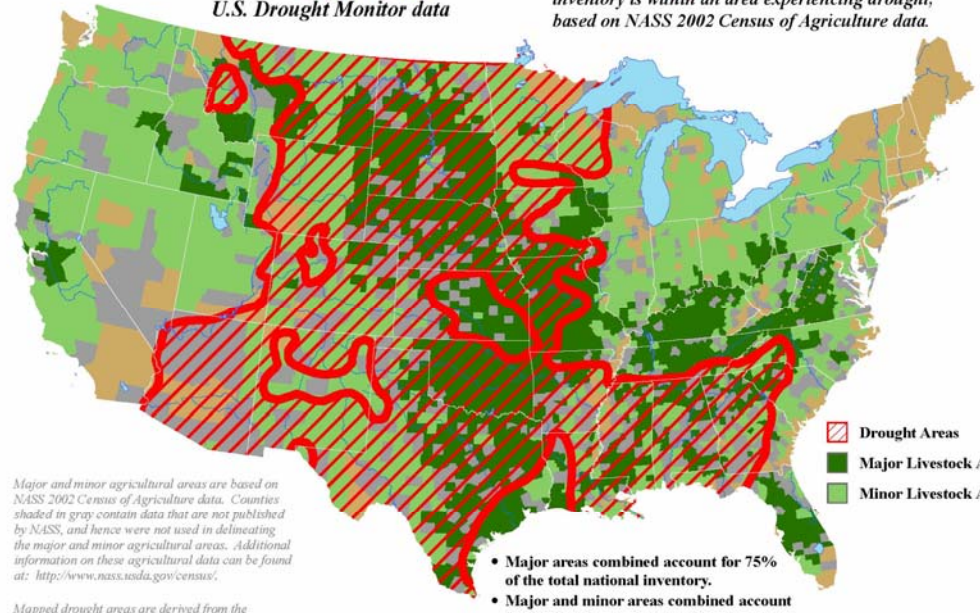 U.S. Drought Monitor data
inventory is within an area experiencing drought,
based on NASS 2002 Census of Agriculture data.
Drought Areas
Major Livestock A
Minor Livestock A
Major and minor agricultural areas are based on
NASS 2002 Census of Agriculture data. Counties
shaded in gray contain data that are not published
by NASS, and hence were not used in delineating
the major and minor agricultural areas. Additional
information on these agricultural data can be found
at: http://www.nass.usda.gov/census/.
Mapped drought areas are derived from the
• Major areas combined account for 75%
of the total national inventory.
• Major and minor areas combined account